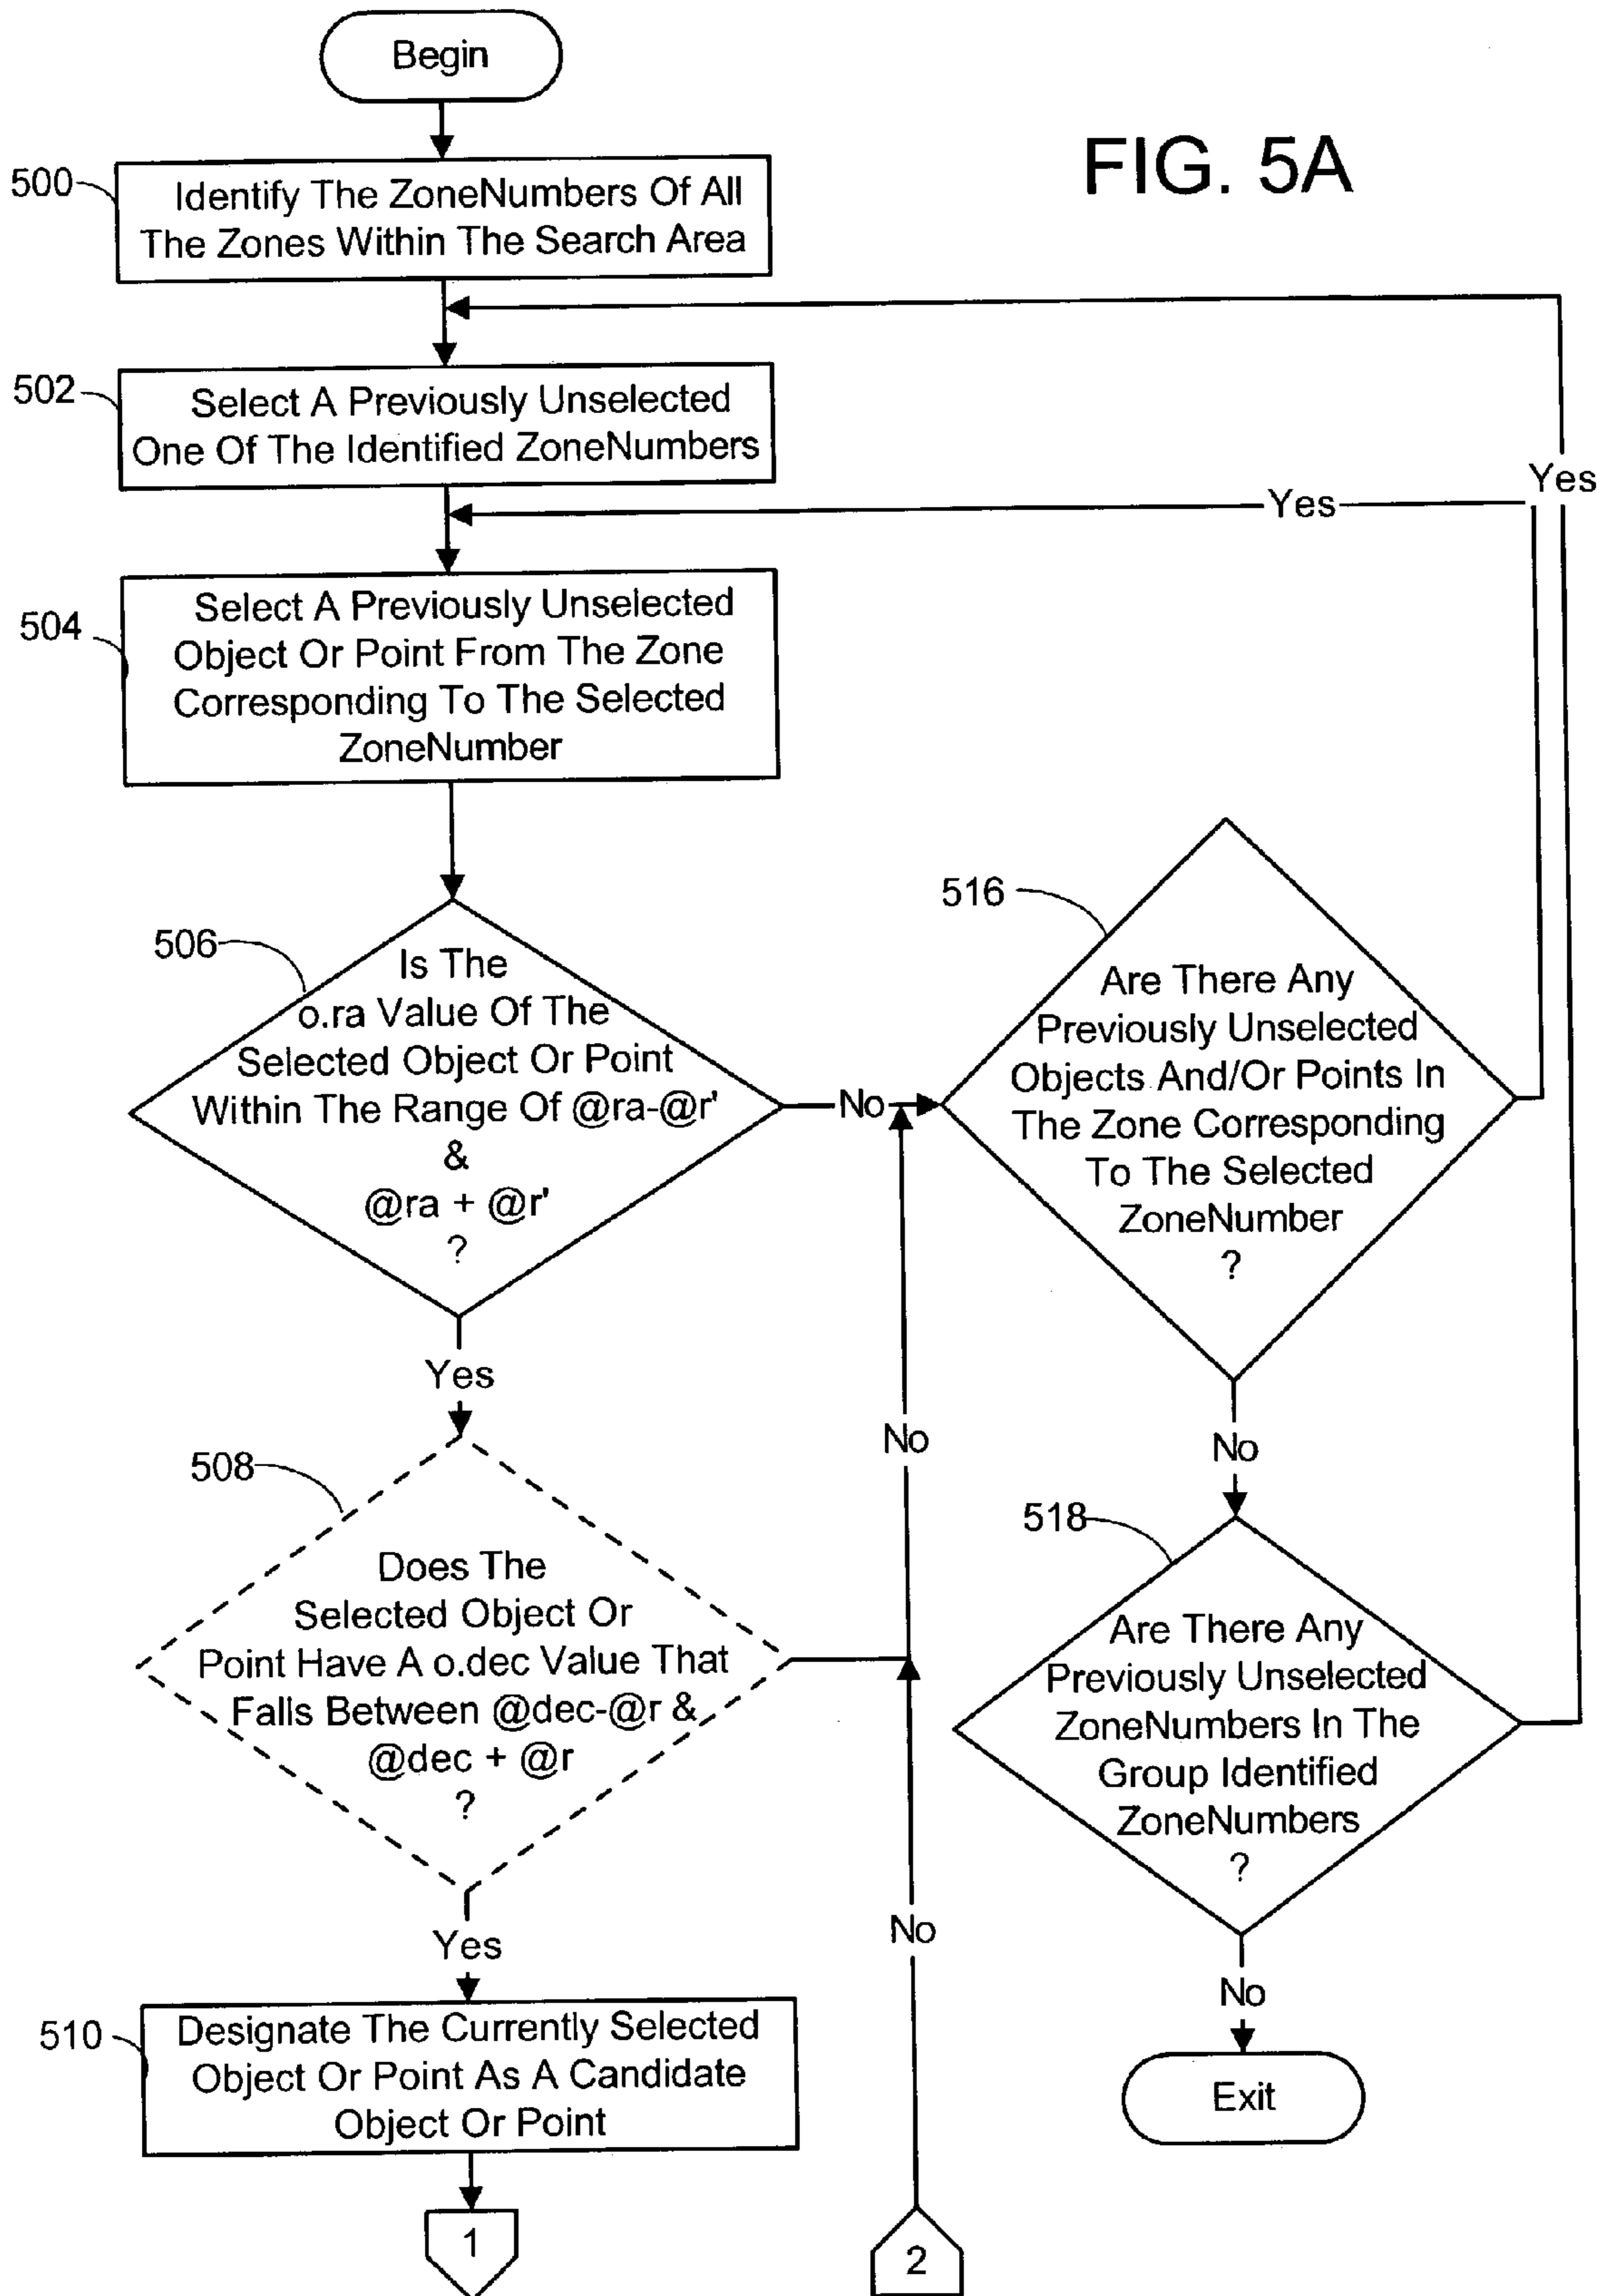 Begin
FIG. 5A
500
Identify The ZoneNumbers Of All
The Zones Within The Search Area
502
Select A Previously Unselected
One Of The Identified ZoneNumbers
Yes
Yes
504
Select A Previously Unselected
Object Or Point From The Zone
Corresponding To The Selected
ZoneNumber
506
Is The
o.ra Value Of The
Selected Object Or Point
Within The Range Of @ra-@r'
&
@ra + @r'
?
No
516
Are There Any
Previously Unselected
Objects And/Or Points In
The Zone Corresponding
To The Selected
ZoneNumber
?
Yes
No
No
508
Does The
Selected Object Or
Point Have A o.dec Value That
Falls Between @dec-@r &
@dec + @r
?
518
Are There Any
Previously Unselected
ZoneNumbers In The
Group Identified
ZoneNumbers
?
Yes
No
No
510
Designate The Currently Selected
Object Or Point As A Candidate
Object Or Point
Exit
1
2